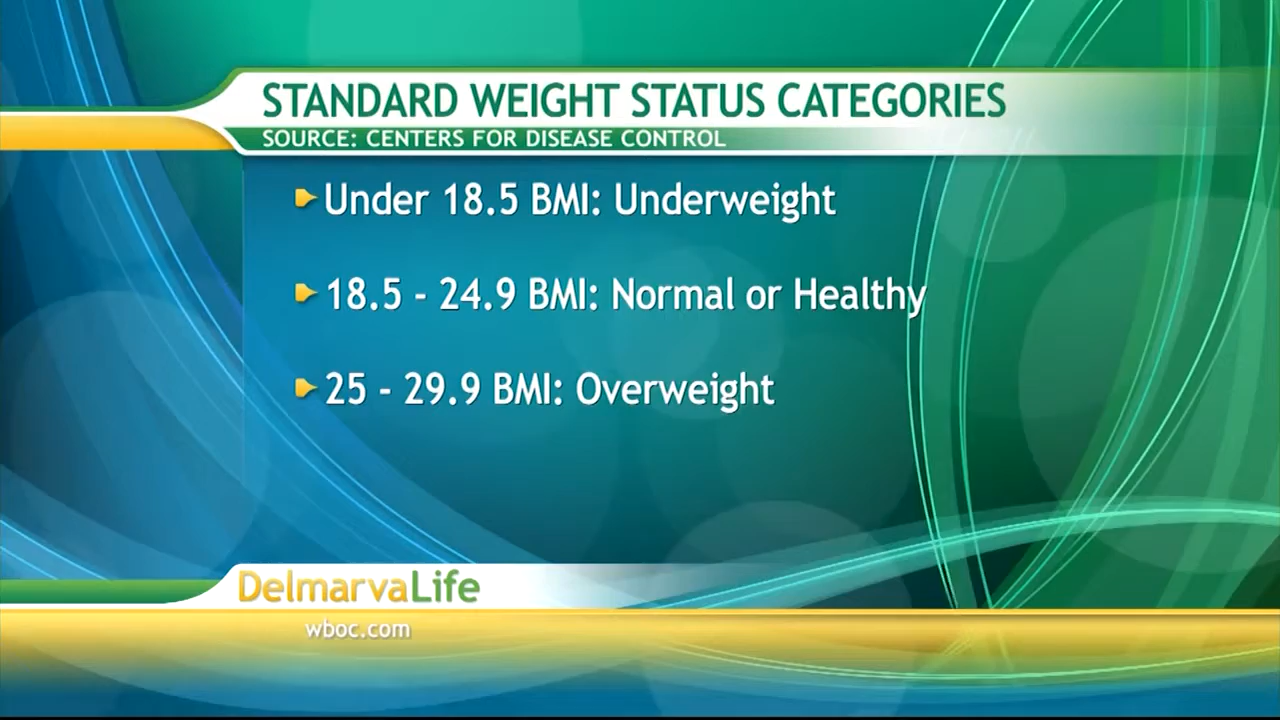 STANDARD WEIGHT STATUS CATEGORIES
SOURCE: CENTERS FOR DISEASE CONTROL
Under 18.5 BMI: Underweight
18.5 - 24.9 BMI: Normal or Healthy
25 - 29.9 BMI: Overweight
DelmarvaLife
wboc.com